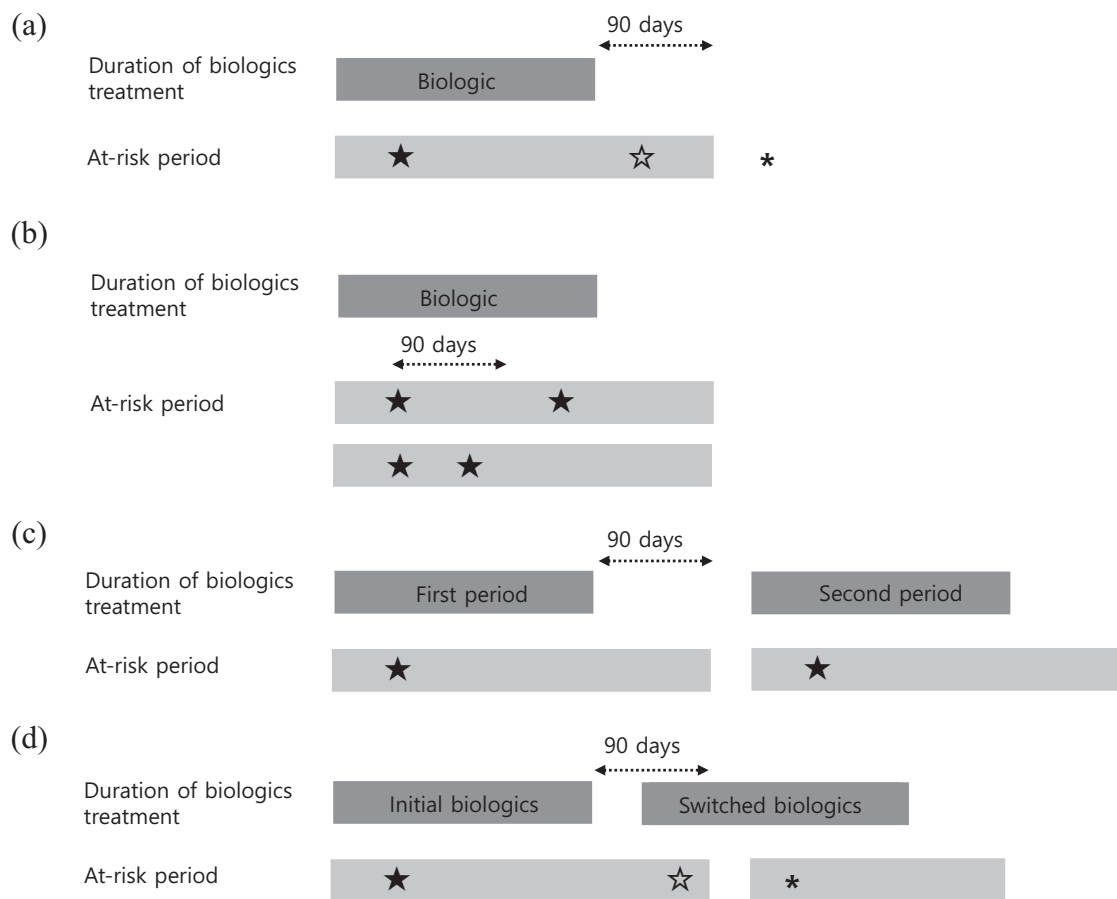 (a)
90 days
Duration of biologics
treatment
Biologic
At-risk period
*
(b)
Duration of biologics
treatment
Biologic
90 days
At-risk period
(c)
90 days
Duration of biologics
treatment
First period
Second period
At-risk period
(d)
90 days
Duration of biologics
treatment
Initial biologics
Switched biologics
At-risk period
*